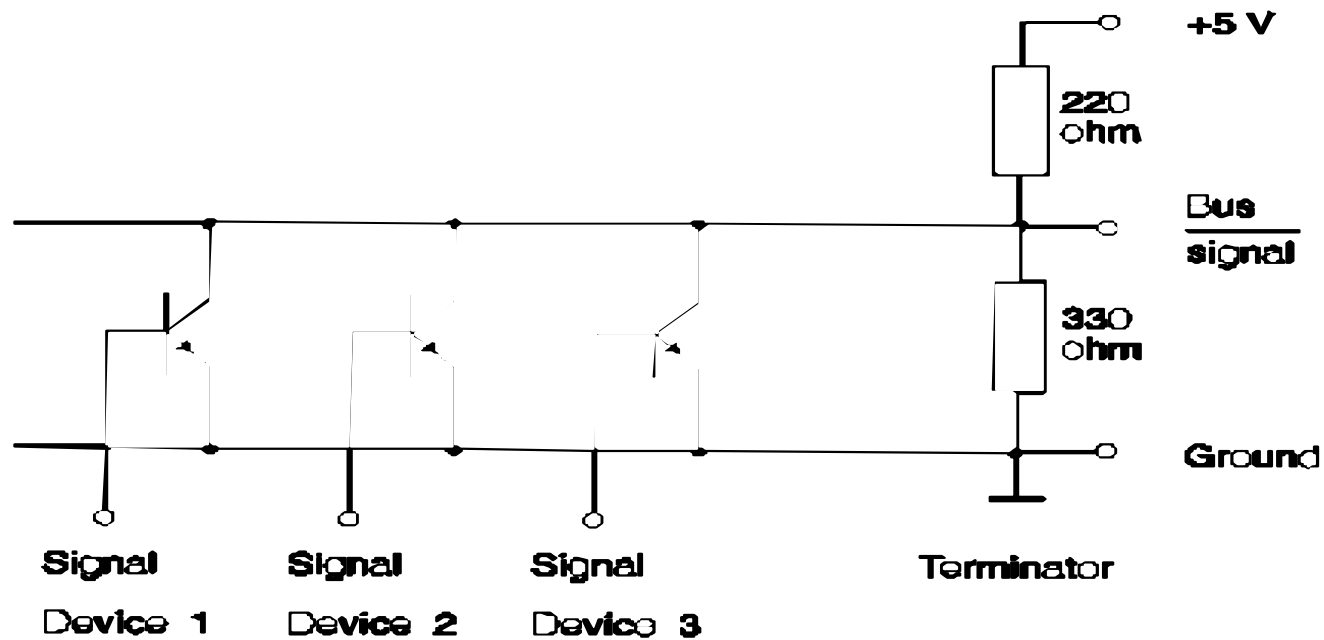 +5 V
220
ohm
Bus
signal
330
ohm
Ground
Signal
Device 1
Signal
Device 2
Signal
Device 3
Terminator